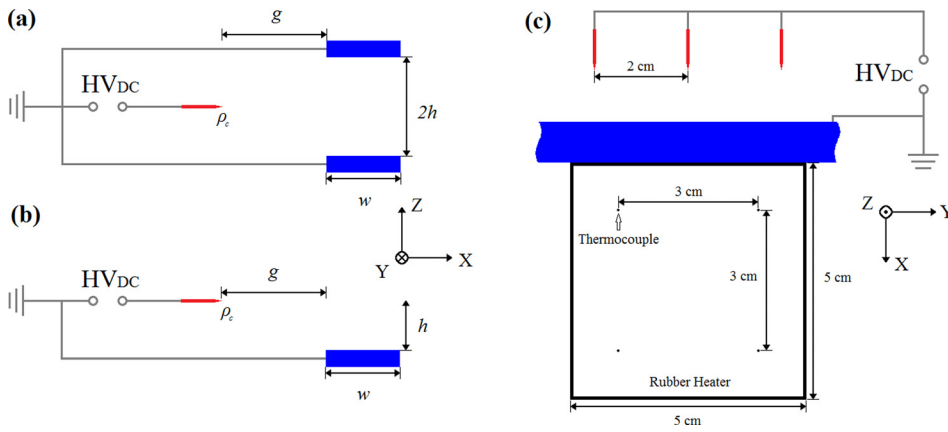 (a)
g
HVDC
ρc
2h
w
(b)
Z
Y
X
HVDC
g
ρc
h
w
(c)
2 cm
HVDC
3 cm
Thermocouple
3 cm
5 cm
Rubber Heater
5 cm
Z
Y
X